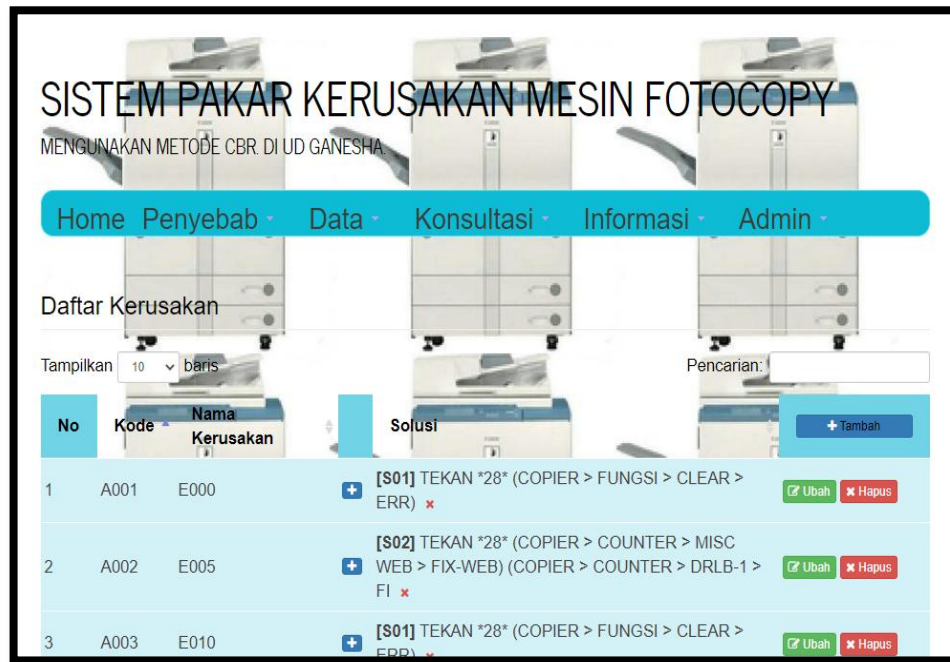 SISTEM PAKAR KERUSAKAN MESIN FOTOCOPY
MENGUNAKAN METODE CBR. DI UD GANESHA.
Home Penyebab Data Konsultasi Informasi Admin
Daftar Kerusakan
Tampilkan 10 baris Pencarian:
No Kode Nama Kerusakan Solusi + Tambah
1 A001 E000 [S01] TEKAN *28* (COPIER > FUNGSI > CLEAR >
ERR) Ubah Hapus
2 A002 E005 [S02] TEKAN *28* (COPIER > COUNTER > MISC
WEB > FIX-WEB) (COPIER > COUNTER > DRLB-1 >
FI Ubah Hapus
3 A003 E010 [S01] TEKAN *28* (COPIER > FUNGSI > CLEAR >
ERR) Ubah Hapus